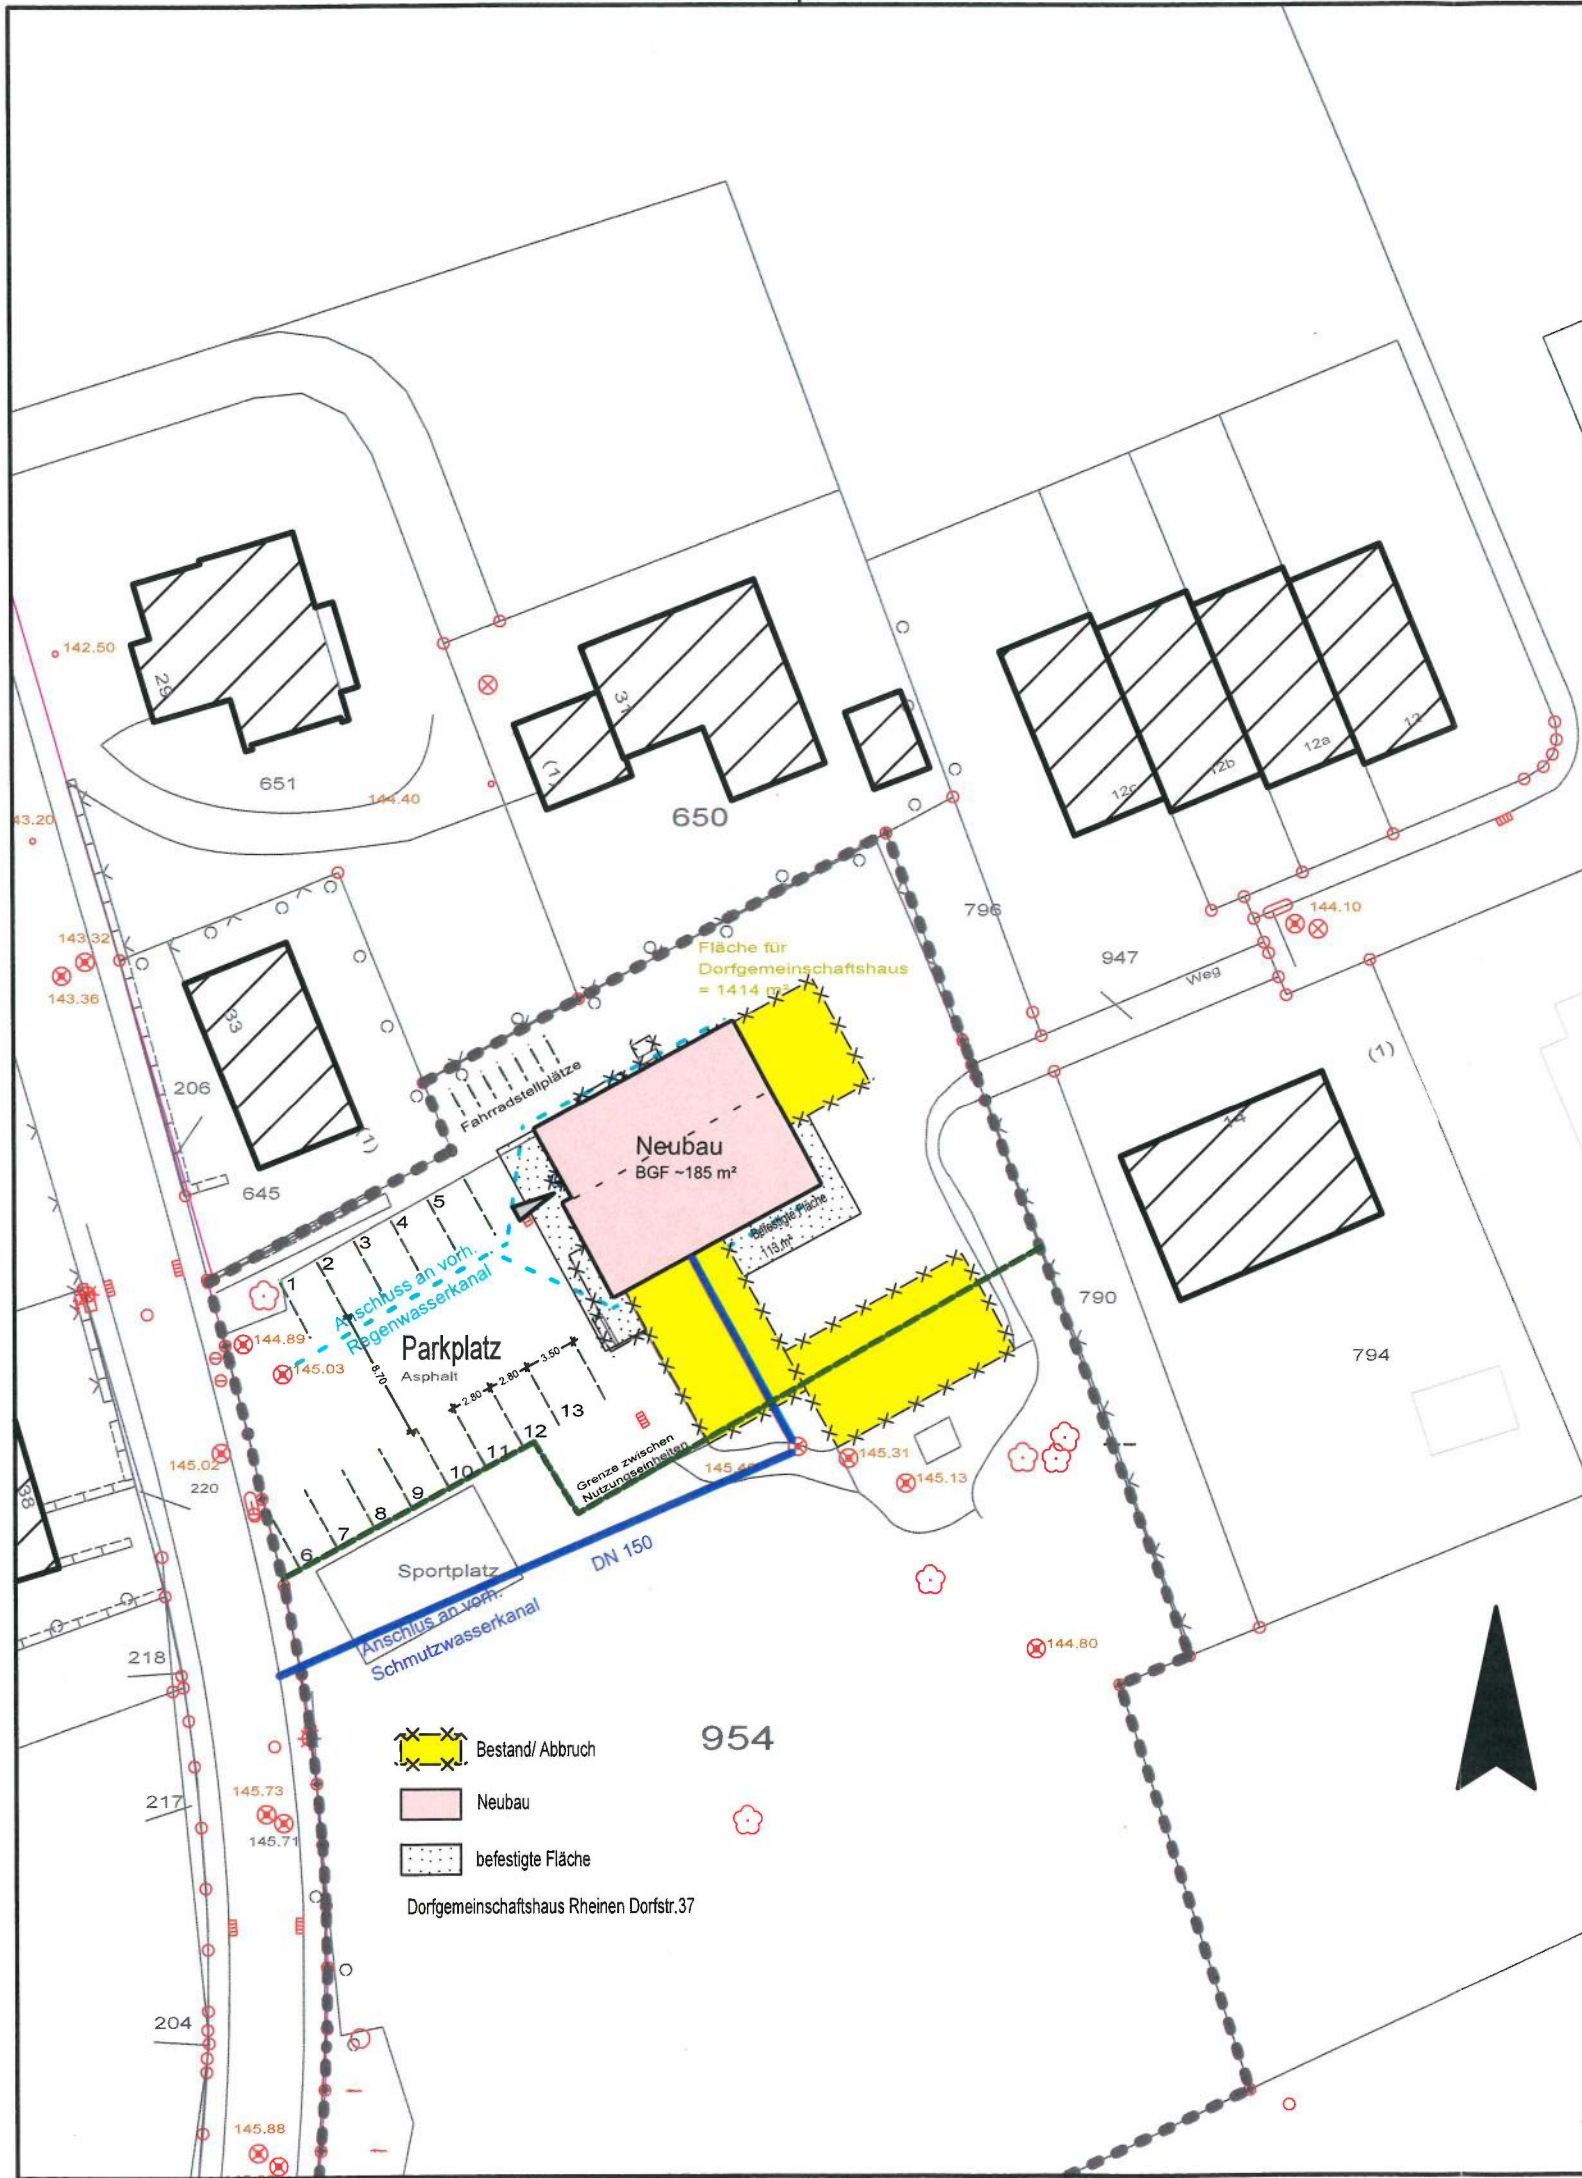 142.50
29
651
144.40
43.20
31
(1)
650
12c
12b
12a
12
143.32
143.36
33
(1)
206
645
796
947
Weg
144.10
(1)
14
Fläche für
Dorfgemeinschaftshaus
= 1414 m²
Fahrradstellplätze
Neubau
BGF ~185 m²
Befestigte Fläche
113 m²
1
2
3
4
5
Anschluss an vorh.
Regenwasserkanal
144.89
145.03
Parkplatz
Asphalt
8.70
2.80
2.80
3.50
790
794
6
7
8
9
10
11
12
13
Grenze zwischen
Nutzungseinheiten
145.31
145.13
145.02
220
38
Sportplatz
DN 150
Anschlus an vorh.
Schmutzwasserkanal
144.80
218
217
204
145.73
145.71
145.88
954
Bestand/ Abbruch
Neubau
befestigte Fläche
Dorfgemeinschaftshaus Rheinen Dorfstr.37